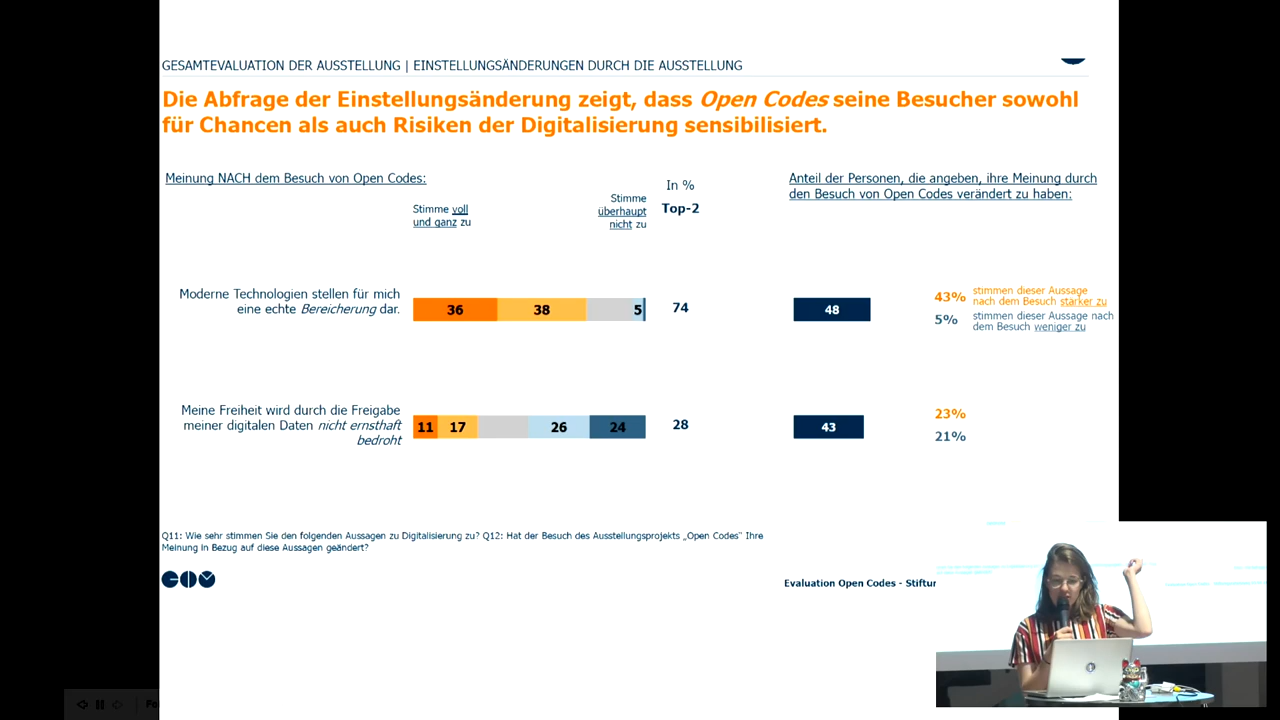 GESAMTEVALUATION DER AUSSTELLUNG | EINSTELLUNGSÄNDERUNGEN DURCH DIE AUSSTELLUNG
Die Abfrage der Einstellungsänderung zeigt, dass Open Codes seine Besucher sowohl
für Chancen als auch Risiken der Digitalisierung sensibilisiert.
Meinung NACH dem Besuch von Open Codes:
Stimme voll
und ganz zu
Stimme
überhaupt
nicht zu
In %
Top-2
Anteil der Personen, die angeben, ihre Meinung durch
den Besuch von Open Codes verändert zu haben:
Moderne Technologien stellen für mich
eine echte Bereicherung dar.
36 38 5 74 48
43% stimmen dieser Aussage
nach dem Besuch stärker zu
5% stimmen dieser Aussage nach
dem Besuch weniger zu
Meine Freiheit wird durch die Freigabe
meiner digitalen Daten nicht ernsthaft
bedroht
11 17 26 24 28 43
23%
21%
Q11: Wie sehr stimmen Sie den folgenden Aussagen zu Digitalisierung zu? Q12: Hat der Besuch des Ausstellungsprojekts „Open Codes" Ihre
Meinung in Bezug auf diese Aussagen geändert?
Evaluation Open Codes - Stiftur